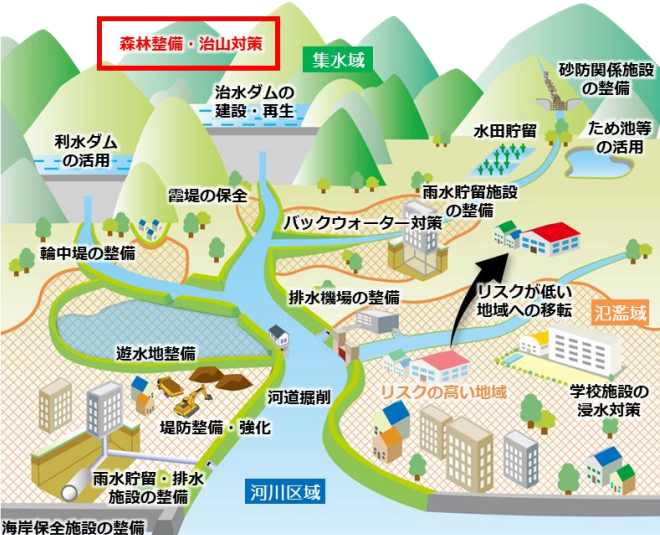 森林整備・治山対策
集水域
砂防関係施設
の整備
治水ダムの
建設・再生
水田貯留
ため池等
の活用
利水ダム
の活用
霞堤の保全
雨水貯留施設
の整備
バックウォーター対策
輪中堤の整備
排水機場の整備
リスクが低い
地域への移転
氾濫域
遊水地整備
リスクの高い地域
河道掘削
学校施設の
浸水対策
堤防整備・強化
雨水貯留・排水
施設の整備
河川区域
海岸保全施設の整備